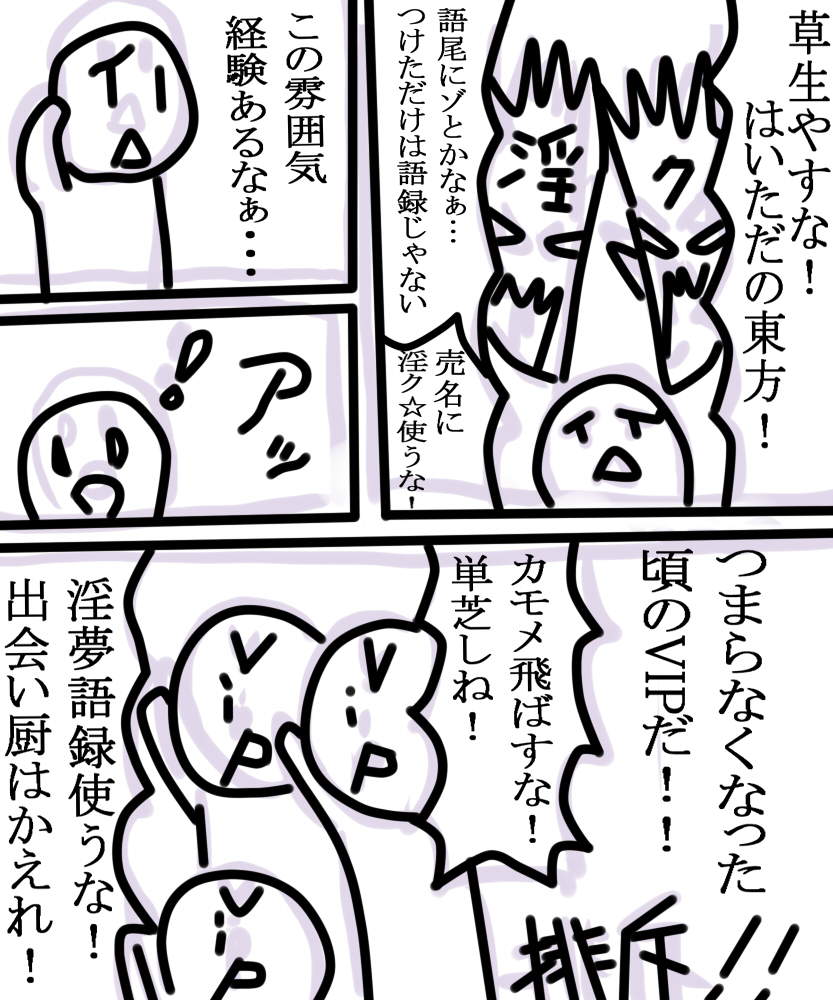 草生やすな！
はいただの東方！
淫
ク
語尾にゾとかなぁ…
つけただけは語録じゃない
売名に
淫ク☆使うな！
イ
この雰囲気
経験あるなぁ…
イ
アッ
！
つまらなくなった
頃のVIPだ！！
カモメ飛ばすな！
単芝しね！
ViP
ViP
ViP
淫夢語録使うな！
出会い厨はかえれ！
排斥!!